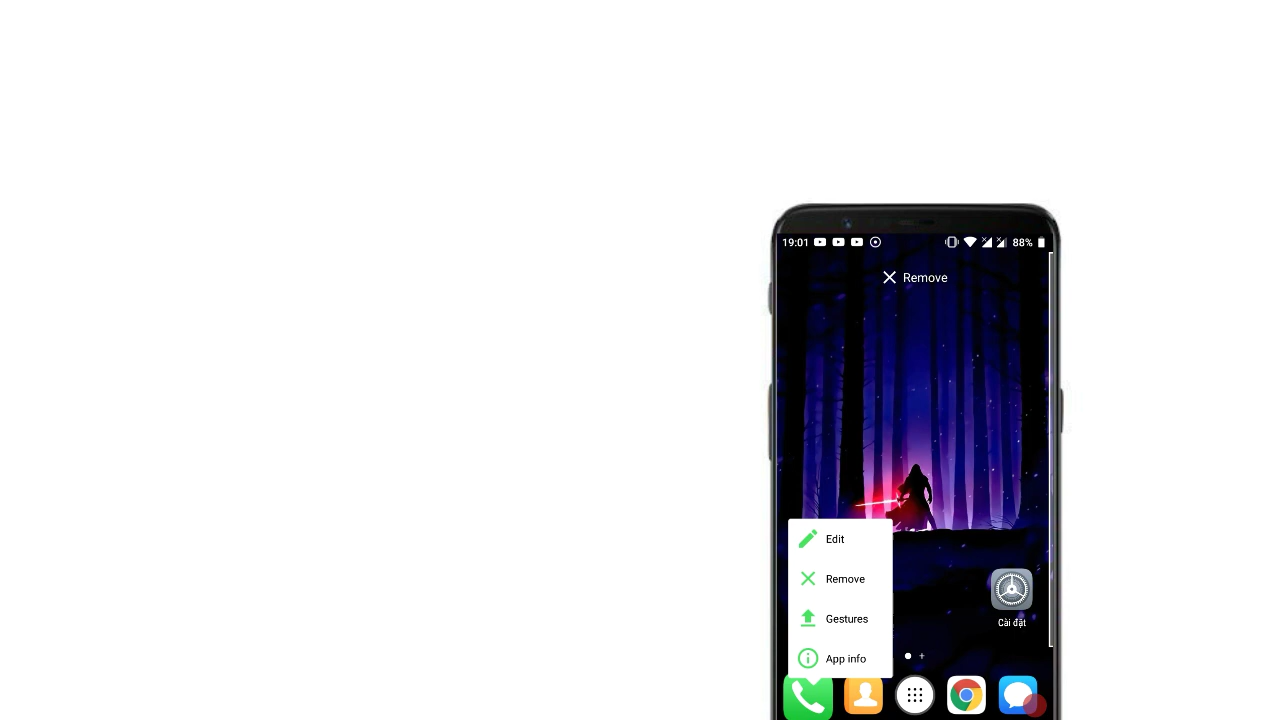 19:01 88%
Remove
Edit
Remove
Gestures
App info
Cài đặt